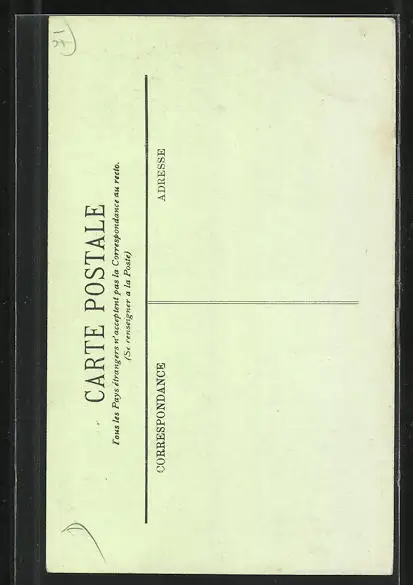 CARTE POSTALE
Tous les Pays étrangers n'acceptent pas la Correspondance au recto.
(Se renseigner a la Poste)
CORRESPONDANCE
ADRESSE